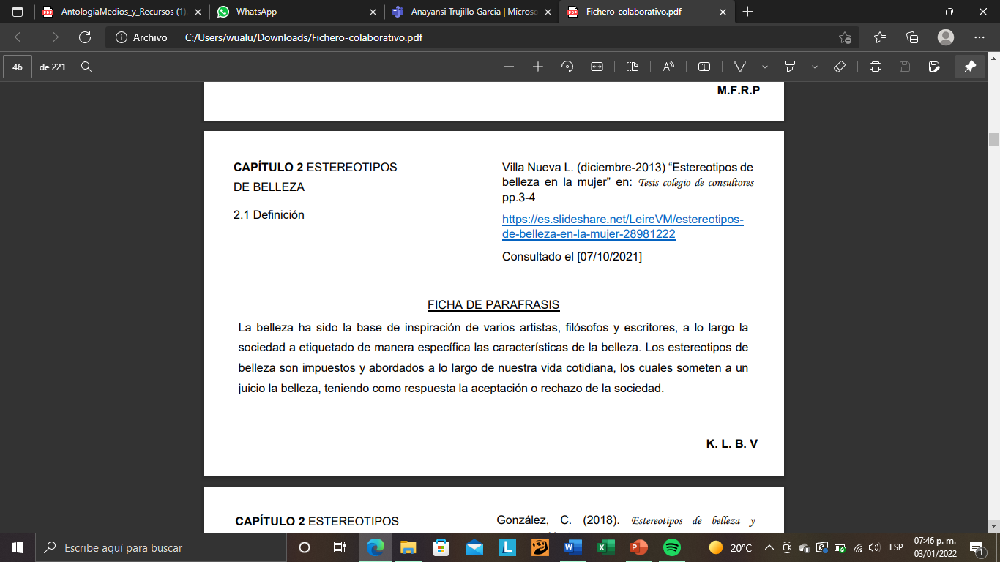 AntologiaMedios_y_Recursos (1).
WhatsApp
Anayansi Trujillo Garcia | Microso
Fichero-colaborativo.pdf
Archivo
C:/Users/wualu/Downloads/Fichero-colaborativo.pdf
46
de 221
M.F.R.P
CAPÍTULO 2 ESTEREOTIPOS
DE BELLEZA
2.1 Definición
Villa Nueva L. (diciembre-2013) “Estereotipos de
belleza en la mujer” en: Tesis colegio de consultores
pp.3-4
https://es.slideshare.net/LeireVM/estereotipos-
de-belleza-en-la-mujer-28981222
Consultado el [07/10/2021]
FICHA DE PARAFRASIS
La belleza ha sido la base de inspiración de varios artistas, filósofos y escritores, a lo largo la
sociedad a etiquetado de manera específica las características de la belleza. Los estereotipos de
belleza son impuestos y abordados a lo largo de nuestra vida cotidiana, los cuales someten a un
juicio la belleza, teniendo como respuesta la aceptación o rechazo de la sociedad.
K. L. B. V
CAPÍTULO 2 ESTEREOTIPOS
González, C. (2018). Estereotipos de belleza y
Escribe aquí para buscar
20°C
ESP
07:46 p. m.
03/01/2022
1